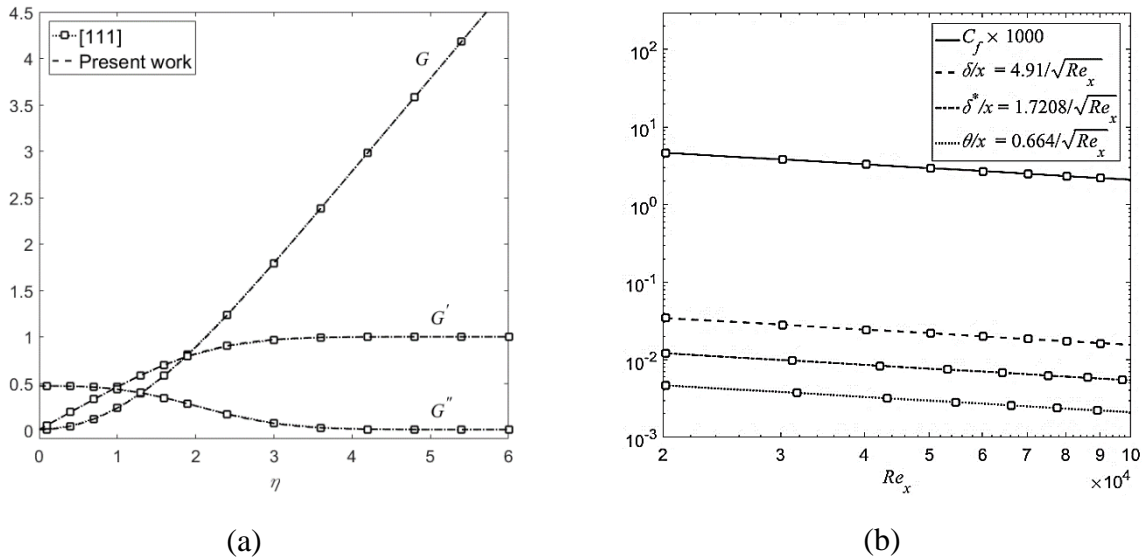 4.5
4
3.5
3
2.5
2
1.5
1
0.5
0
[111]
Present work
G
G′
G″
0 1 2 3 4 5 6
η
(a)
10²
10¹
10⁰
10⁻¹
10⁻²
10⁻³
C_f × 1000
δ/x = 4.91/√Re_x
δ*/x = 1.7208/√Re_x
θ/x = 0.664/√Re_x
2 3 4 5 6 7 8 9 10
×10⁴
Re_x
(b)